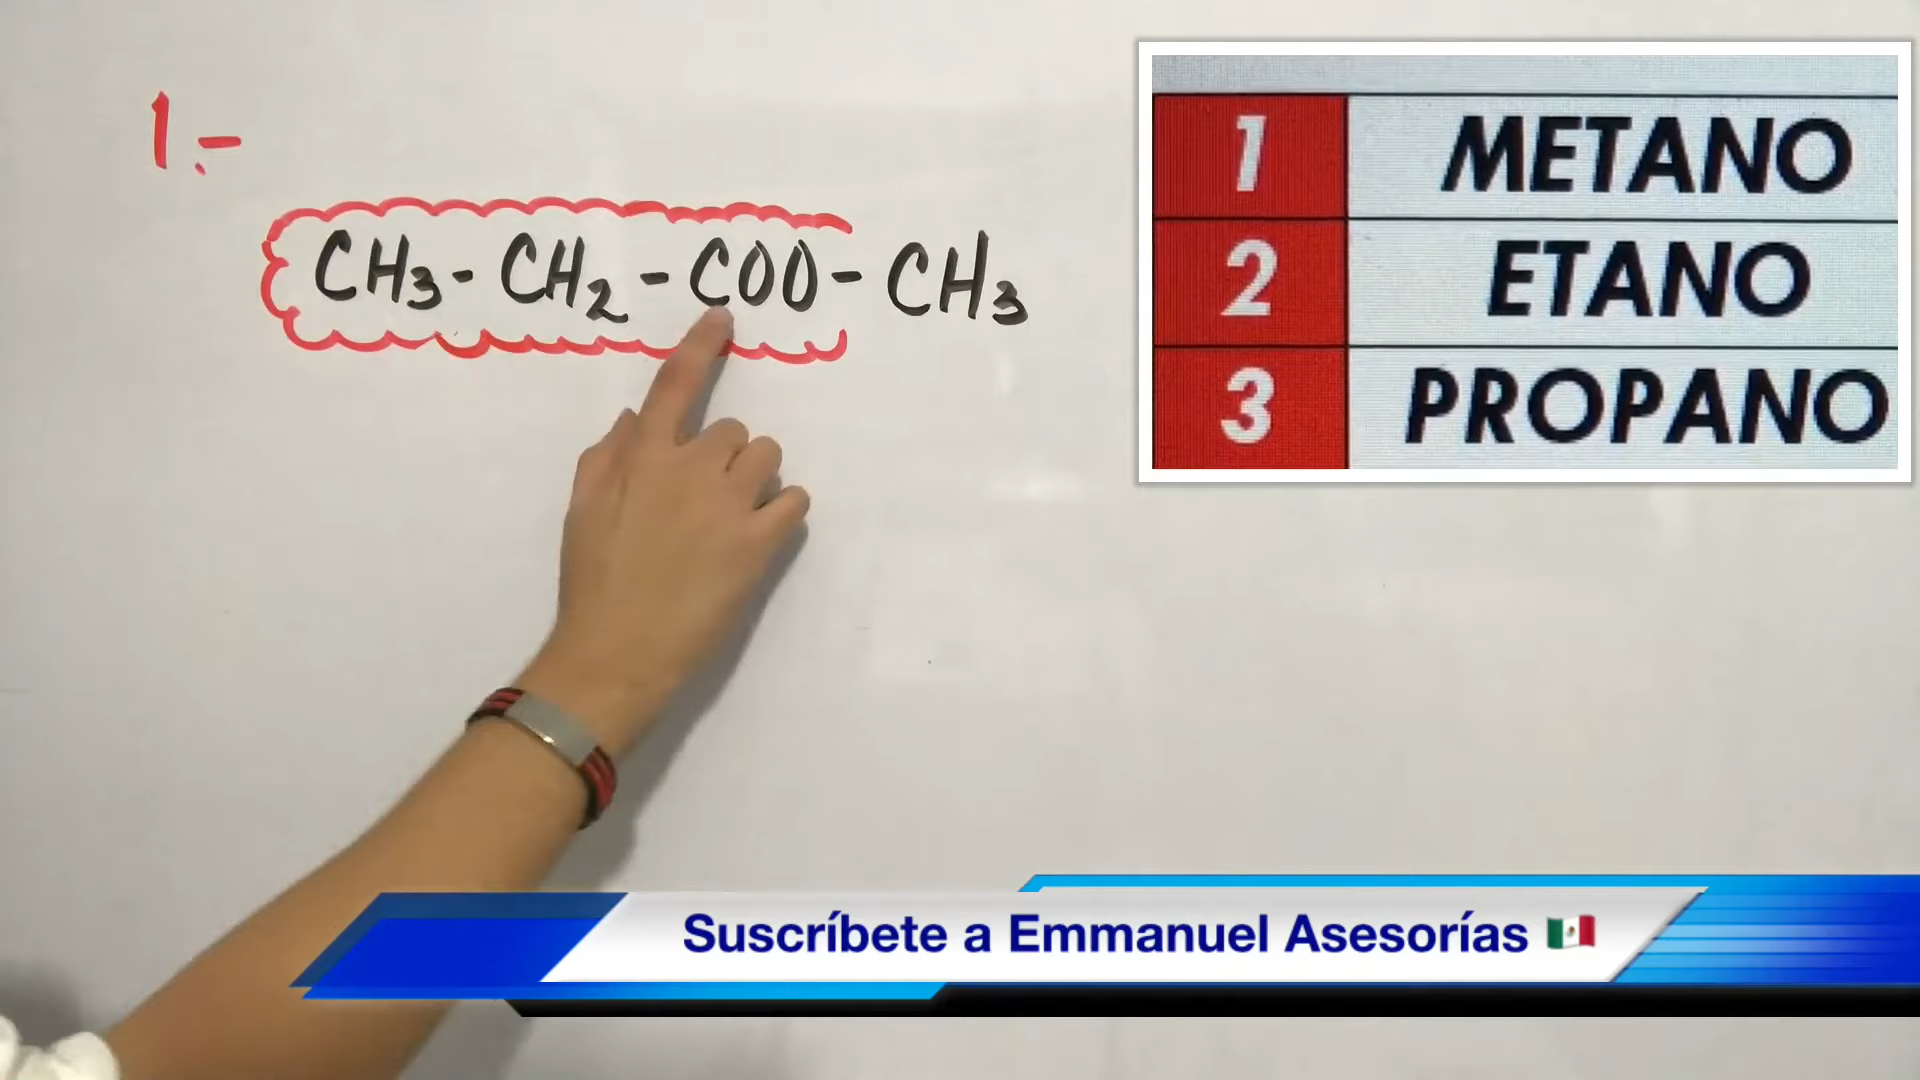 1.-
CH3-CH2-COO-CH3
1 METANO
2 ETANO
3 PROPANO
Suscríbete a Emmanuel Asesorías